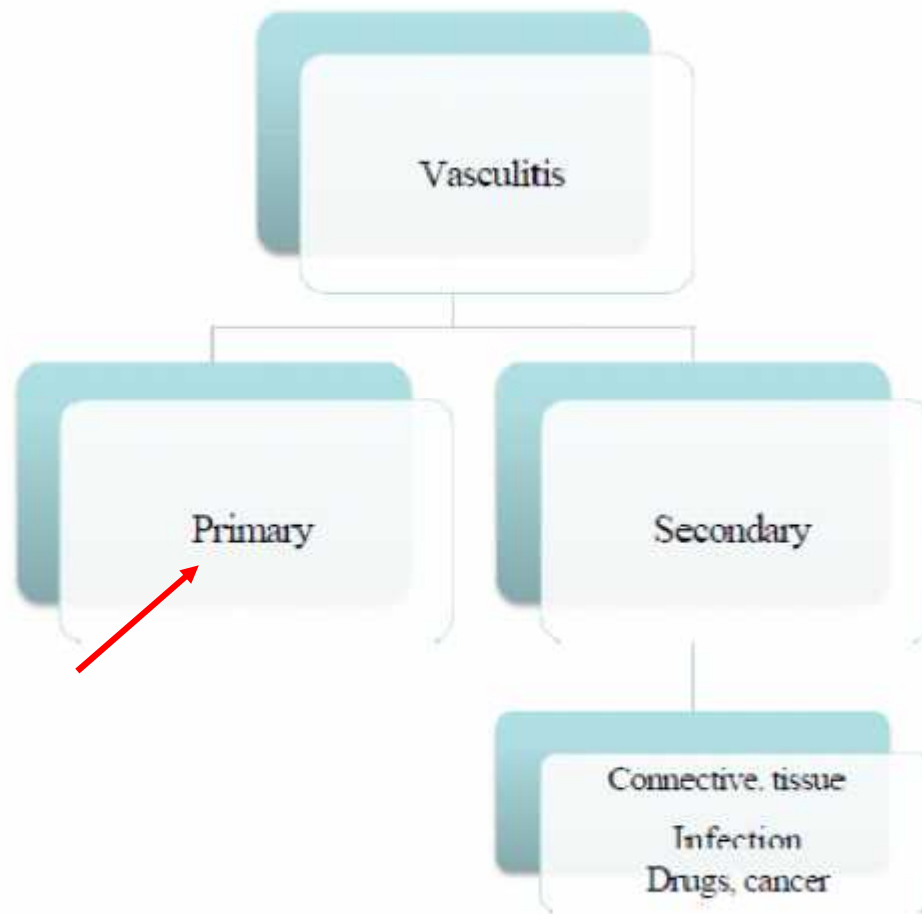 Vasculitis
Primary
Secondary
Connective. tissue
Infection
Drugs, cancer